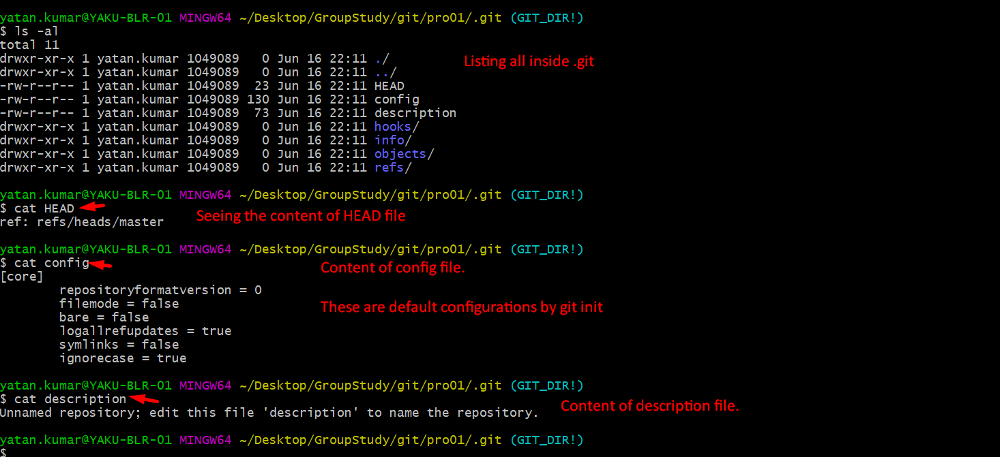 yatan.kumar@YAKU-BLR-01 MINGW64 ~/Desktop/GroupStudy/git/pro01/.git (GIT_DIR!)
$ ls -al
total 11
drwxr-xr-x 1 yatan.kumar 1049089   0 Jun 16 22:11 ./
Listing all inside .git
drwxr-xr-x 1 yatan.kumar 1049089   0 Jun 16 22:11 ../
-rw-r--r-- 1 yatan.kumar 1049089  23 Jun 16 22:11 HEAD
-rw-r--r-- 1 yatan.kumar 1049089 130 Jun 16 22:11 config
-rw-r--r-- 1 yatan.kumar 1049089  73 Jun 16 22:11 description
drwxr-xr-x 1 yatan.kumar 1049089   0 Jun 16 22:11 hooks/
drwxr-xr-x 1 yatan.kumar 1049089   0 Jun 16 22:11 info/
drwxr-xr-x 1 yatan.kumar 1049089   0 Jun 16 22:11 objects/
drwxr-xr-x 1 yatan.kumar 1049089   0 Jun 16 22:11 refs/
yatan.kumar@YAKU-BLR-01 MINGW64 ~/Desktop/GroupStudy/git/pro01/.git (GIT_DIR!)
$ cat HEAD
Seeing the content of HEAD file
ref: refs/heads/master
yatan.kumar@YAKU-BLR-01 MINGW64 ~/Desktop/GroupStudy/git/pro01/.git (GIT_DIR!)
$ cat config
Content of config file.
[core]
        repositoryformatversion = 0
        filemode = false
These are default configurations by git init
        bare = false
        logallrefupdates = true
        symlinks = false
        ignorecase = true
yatan.kumar@YAKU-BLR-01 MINGW64 ~/Desktop/GroupStudy/git/pro01/.git (GIT_DIR!)
$ cat description
Content of description file.
Unnamed repository; edit this file 'description' to name the repository.
yatan.kumar@YAKU-BLR-01 MINGW64 ~/Desktop/GroupStudy/git/pro01/.git (GIT_DIR!)
$